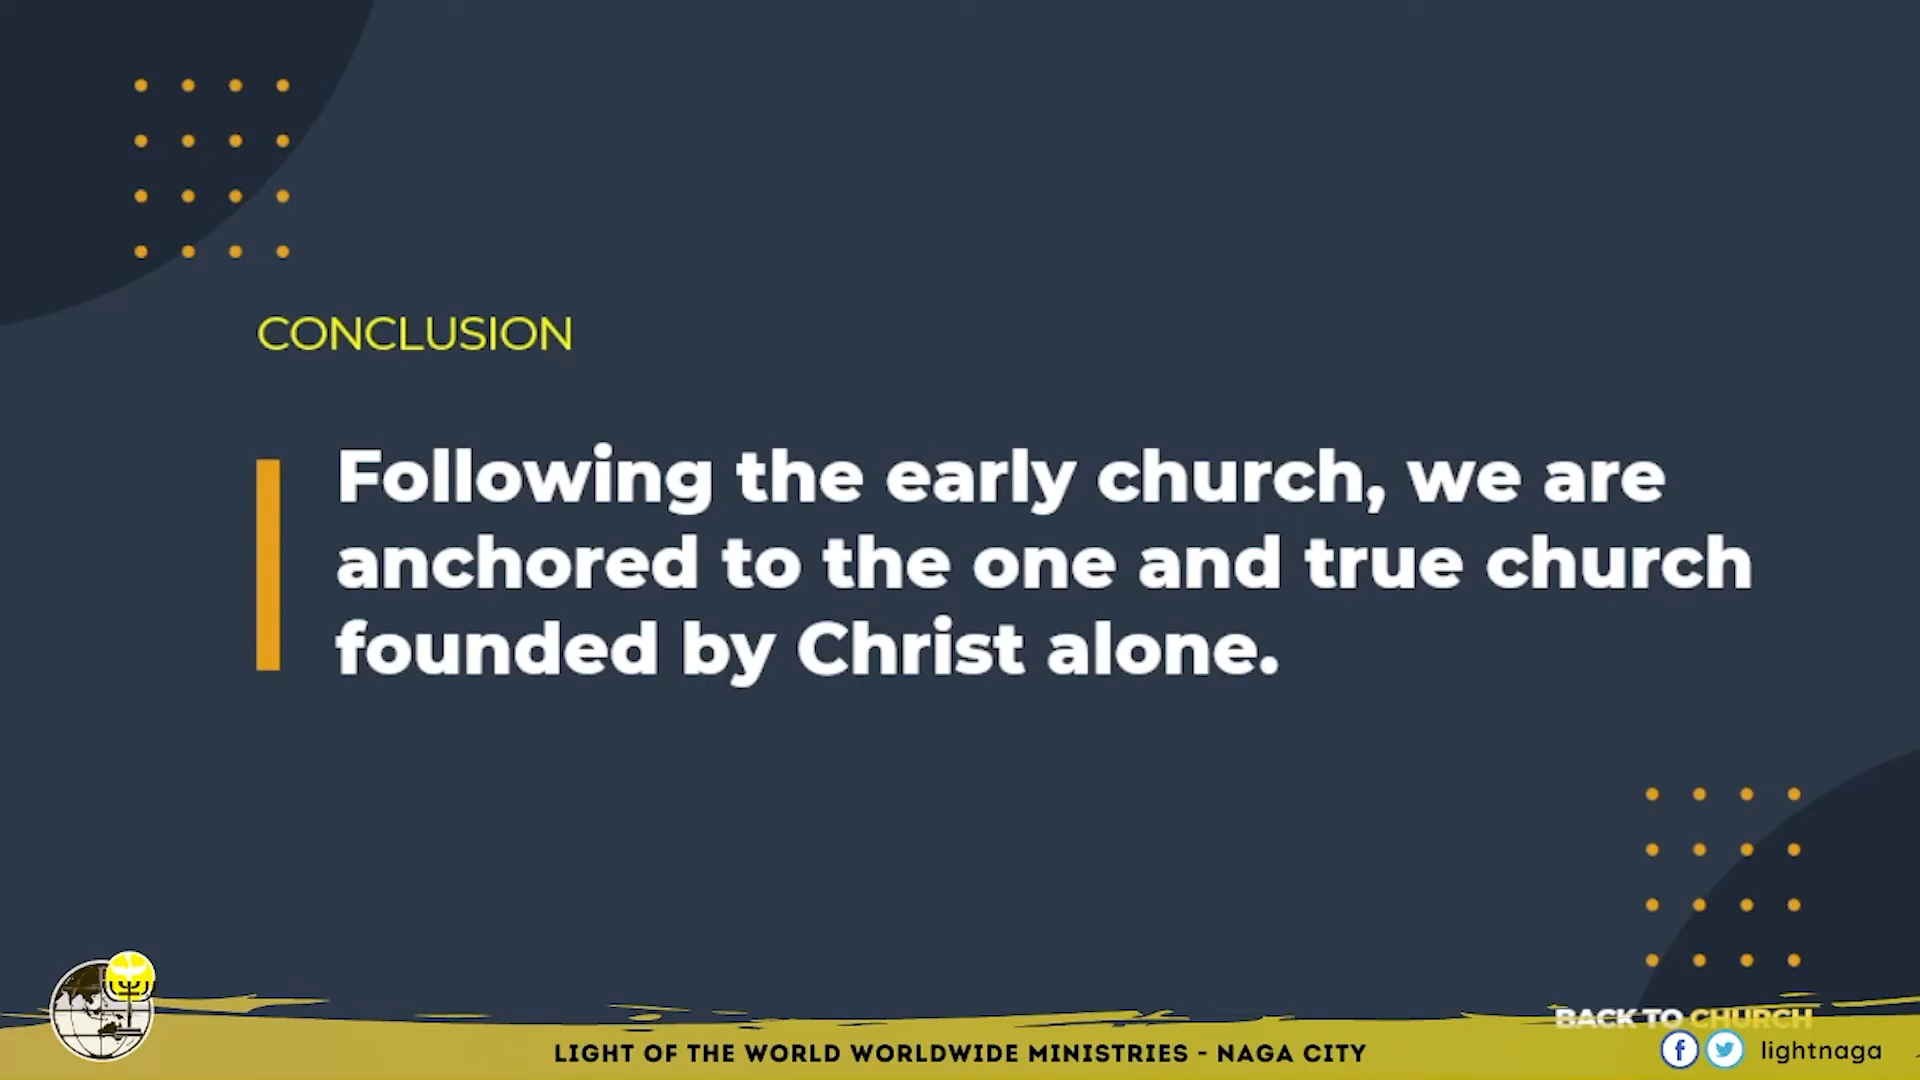 CONCLUSION
Following the early church, we are
anchored to the one and true church
founded by Christ alone.
BACK TO CHURCH
LIGHT OF THE WORLD WORLDWIDE MINISTRIES - NAGA CITY
lightnaga